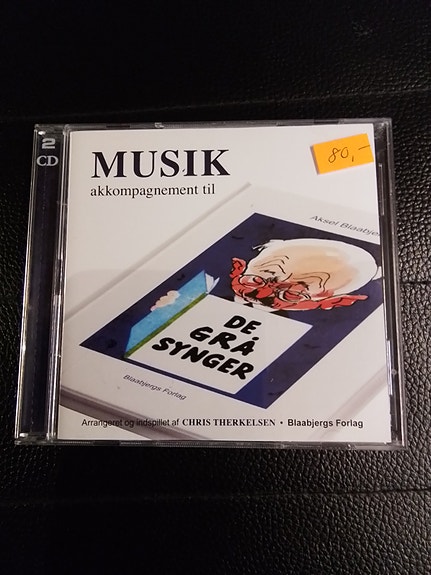 2
CD
80,-
MUSIK
akkompagnement til
Aksel Blaabjerg
DE
GRÅ
SYNGER
Blaabjergs Forlag
Arrangeret og indspillet af CHRIS THERKELSEN • Blaabjergs Forlag